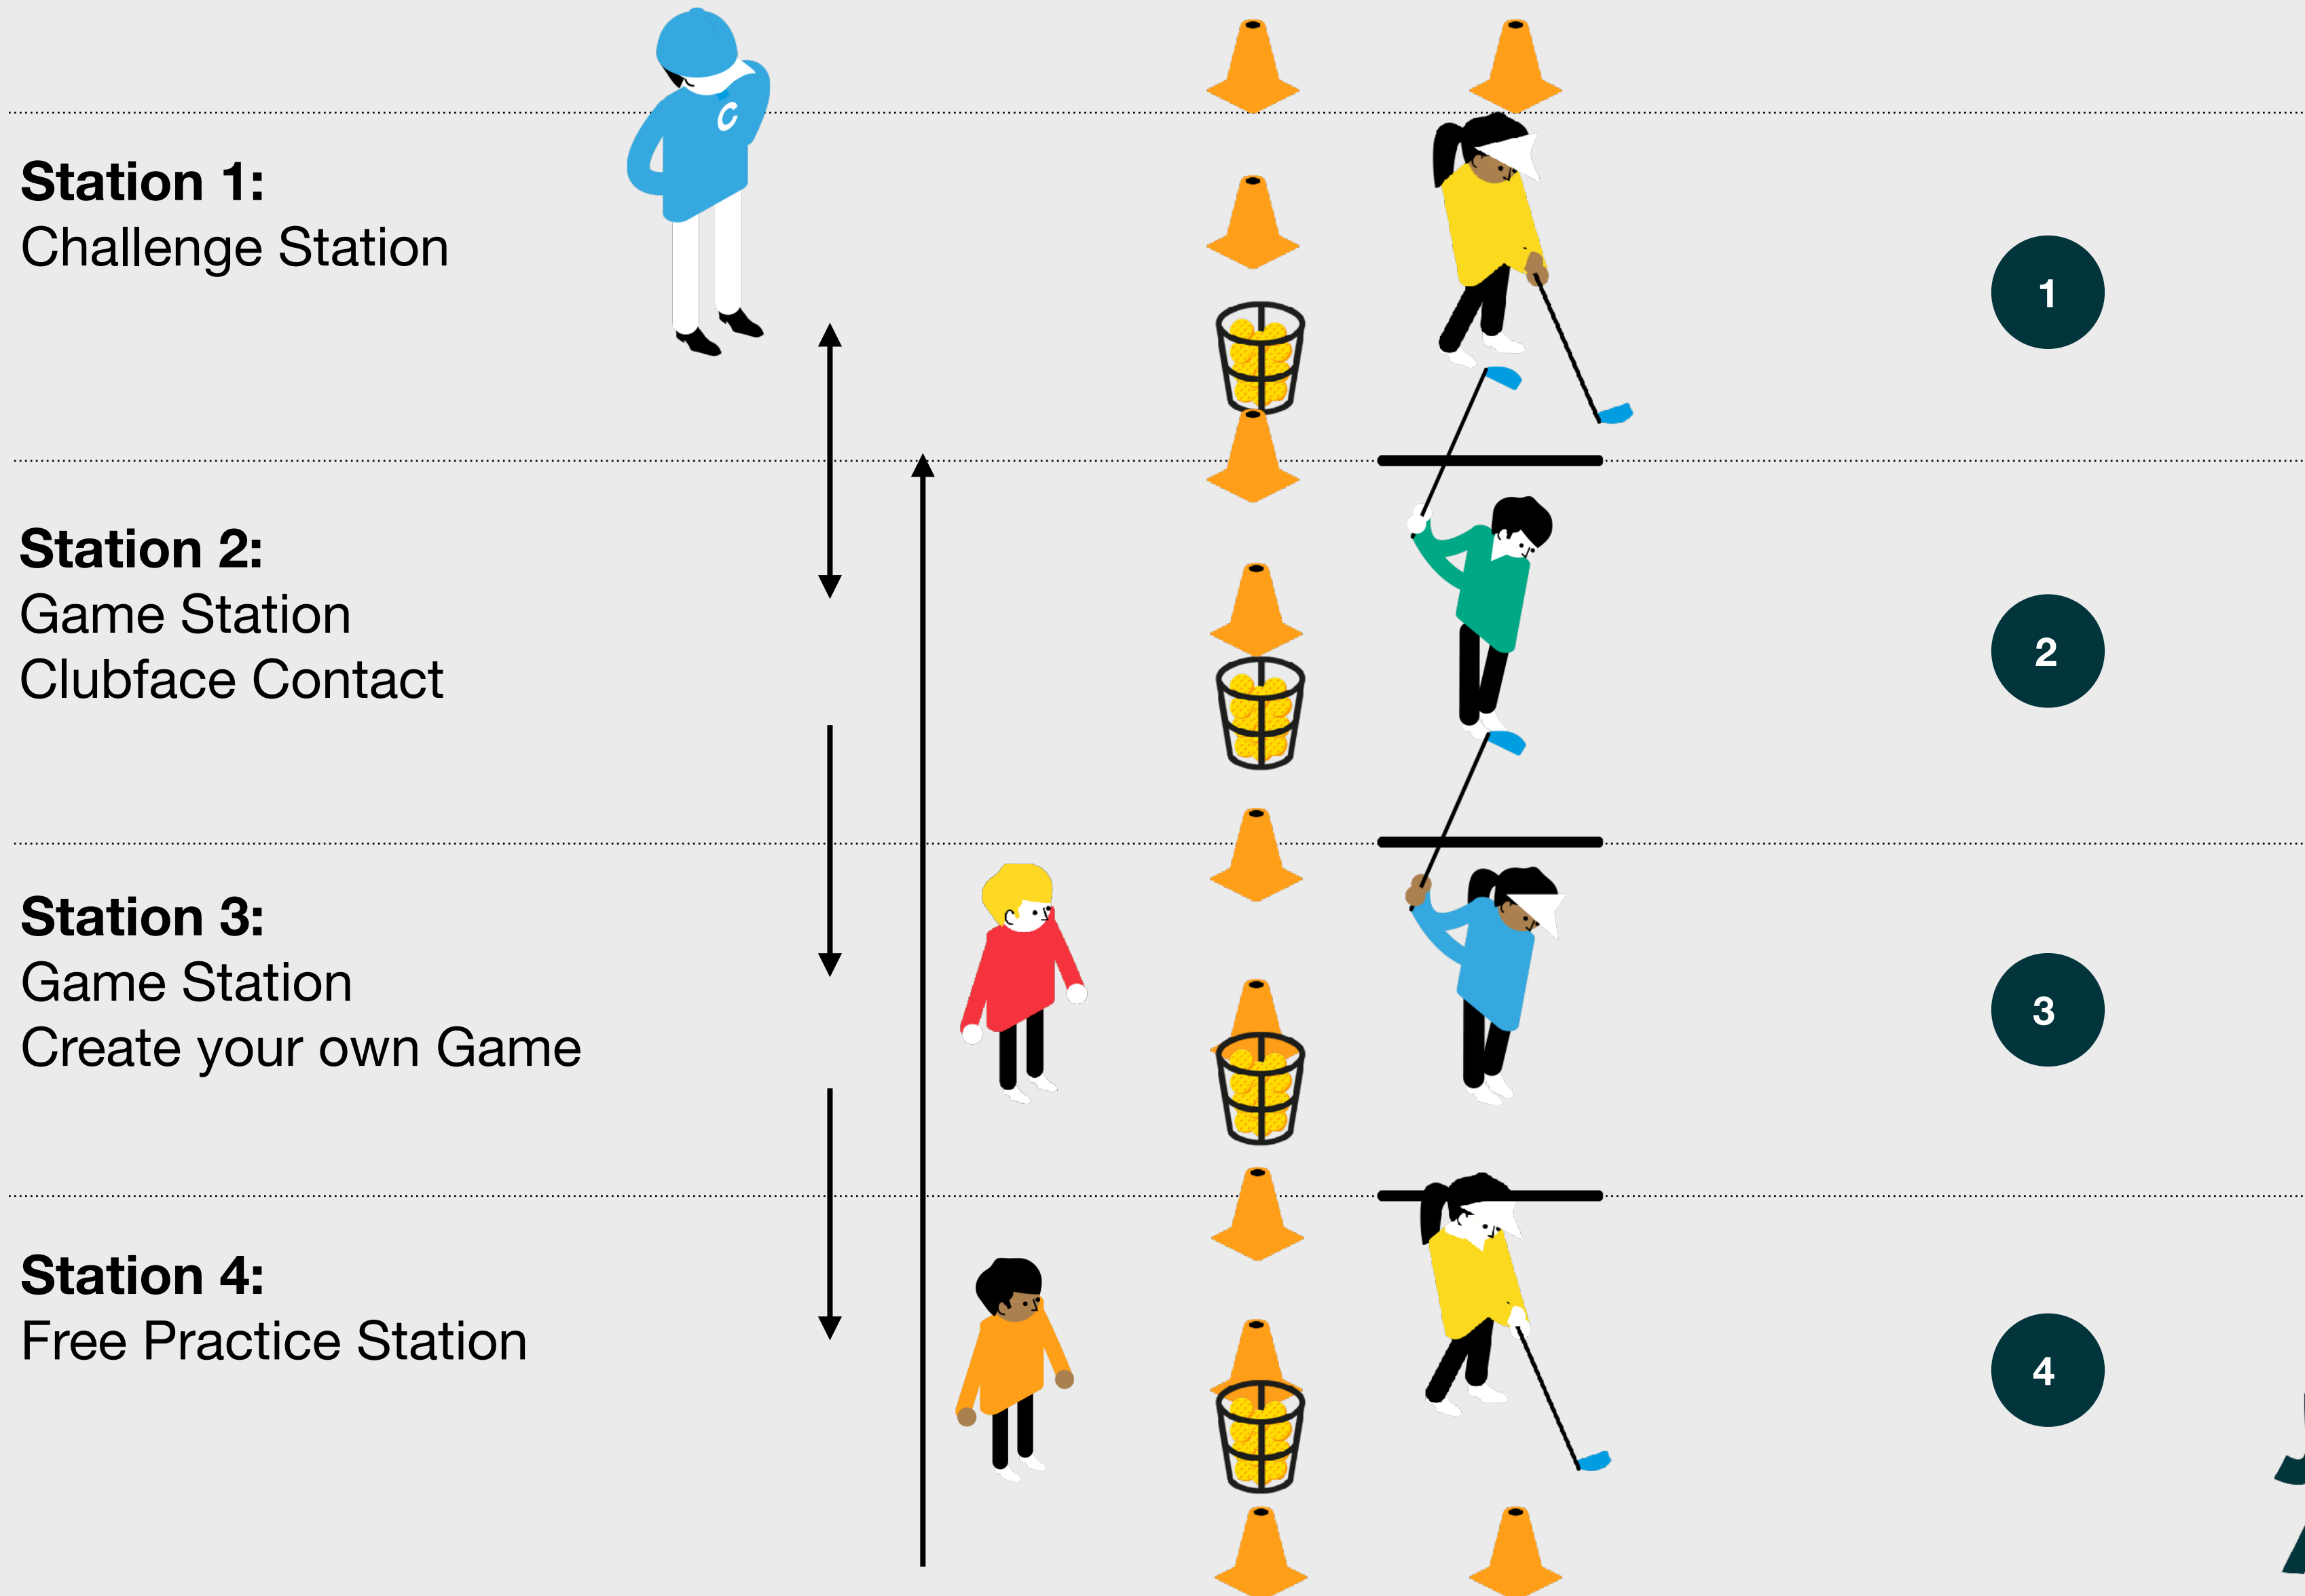 C
Station 1:
Challenge Station
1
Station 2:
Game Station
Clubface Contact
2
Station 3:
Game Station
Create your own Game
3
Station 4:
Free Practice Station
4